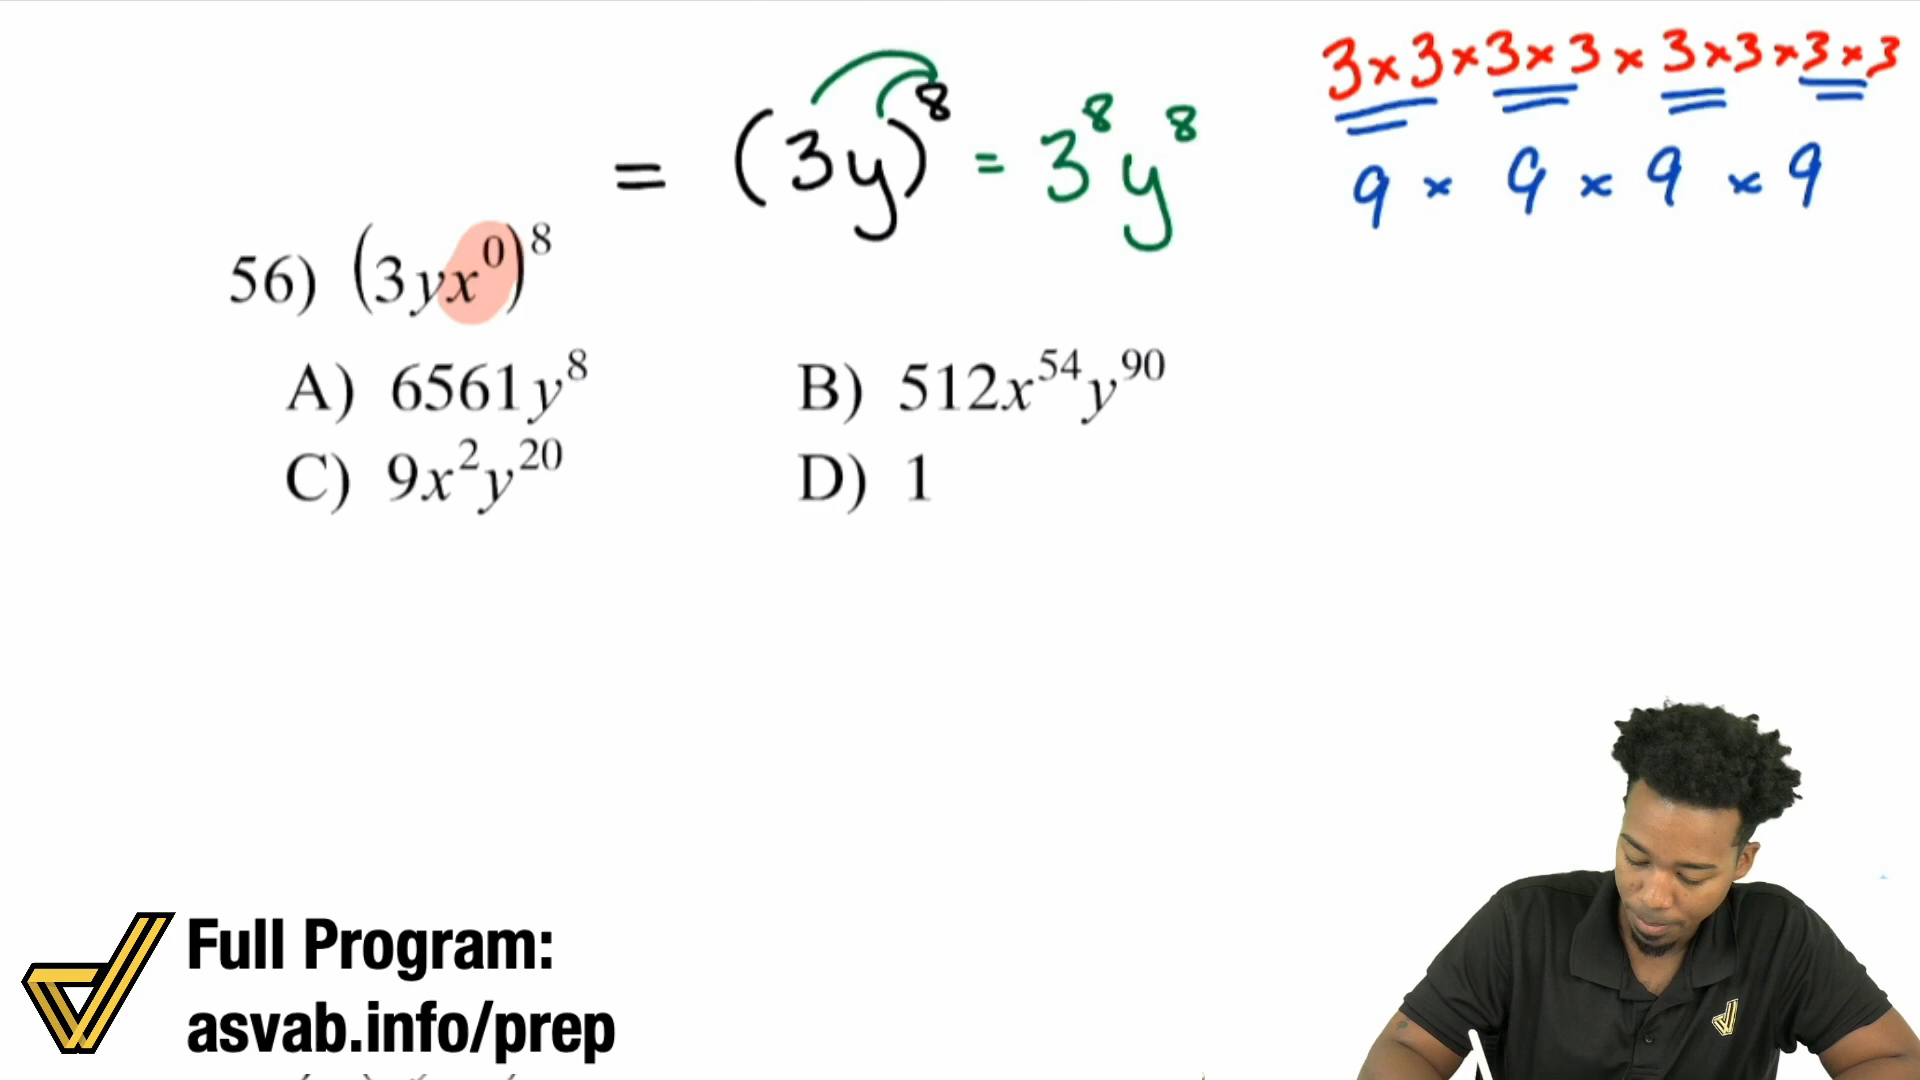 3 × 3 × 3 × 3 × 3 × 3 × 3 × 3
= (3y)⁸ = 3⁸y⁸
9 × 9 × 9 × 9
56) (3yx⁰)⁸
A) 6561y⁸ B) 512x⁵⁴y⁹⁰
C) 9x²y²⁰ D) 1
Full Program:
asvab.info/prep